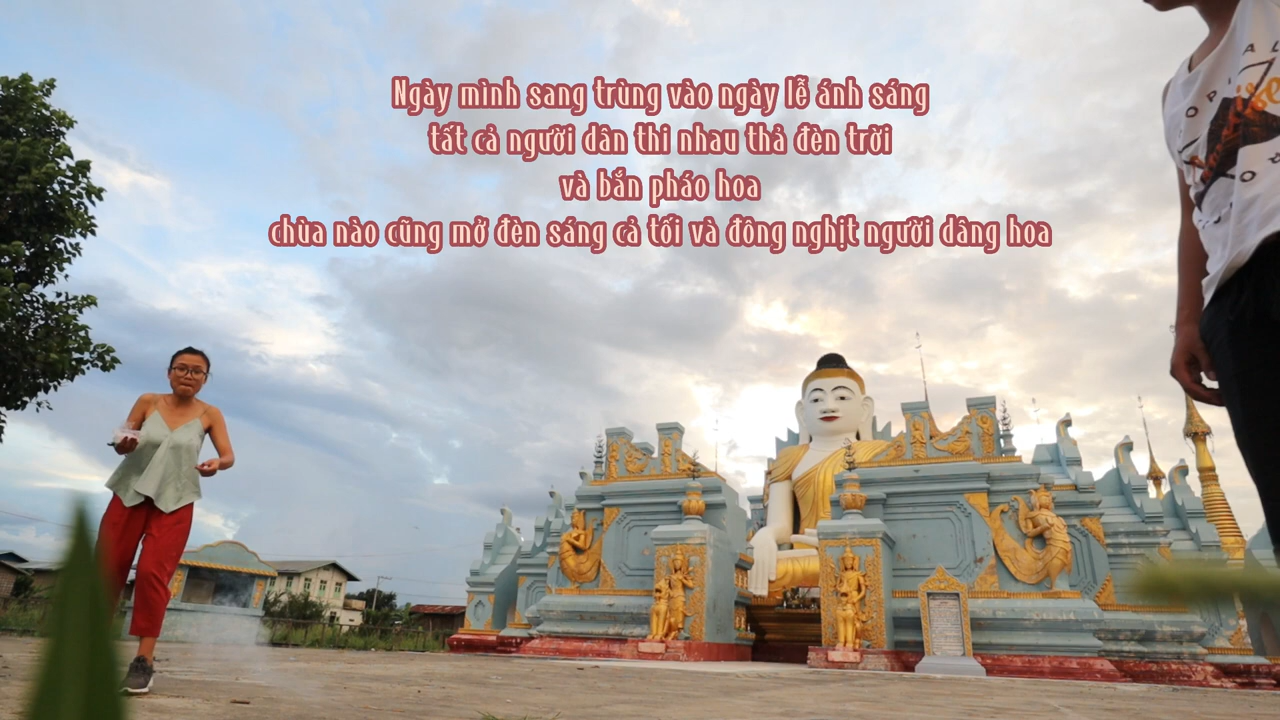 Ngày mình sang trùng vào ngày lễ ánh sáng
tất cả người dân thi nhau thả đèn trời
và bắn pháo hoa
chùa nào cũng mở đèn sáng cả tối và đông nghịt người dâng hoa